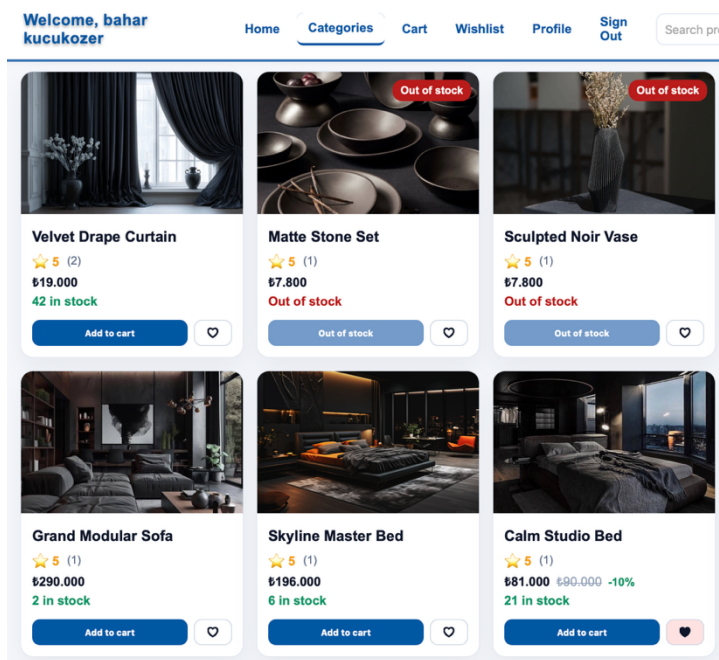 Welcome, bahar
kucukozer
Home
Categories
Cart
Wishlist
Profile
Sign
Out
Search
Out of stock
Out of stock
Velvet Drape Curtain
5 (2)
₺19.000
42 in stock
Add to cart
Matte Stone Set
5 (1)
₺7.800
Out of stock
Out of stock
Sculpted Noir Vase
5 (1)
₺7.800
Out of stock
Out of stock
Grand Modular Sofa
5 (1)
₺290.000
2 in stock
Add to cart
Skyline Master Bed
5 (1)
₺196.000
6 in stock
Add to cart
Calm Studio Bed
5 (1)
₺81.000 ₺90.000 -10%
21 in stock
Add to cart